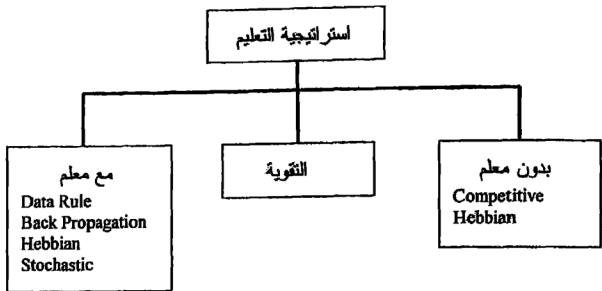 استراتيجية التعليم
بدون معلم
Competitive
Hebbian
التقوية
مع معلم
Data Rule
Back Propagation
Hebbian
Stochastic